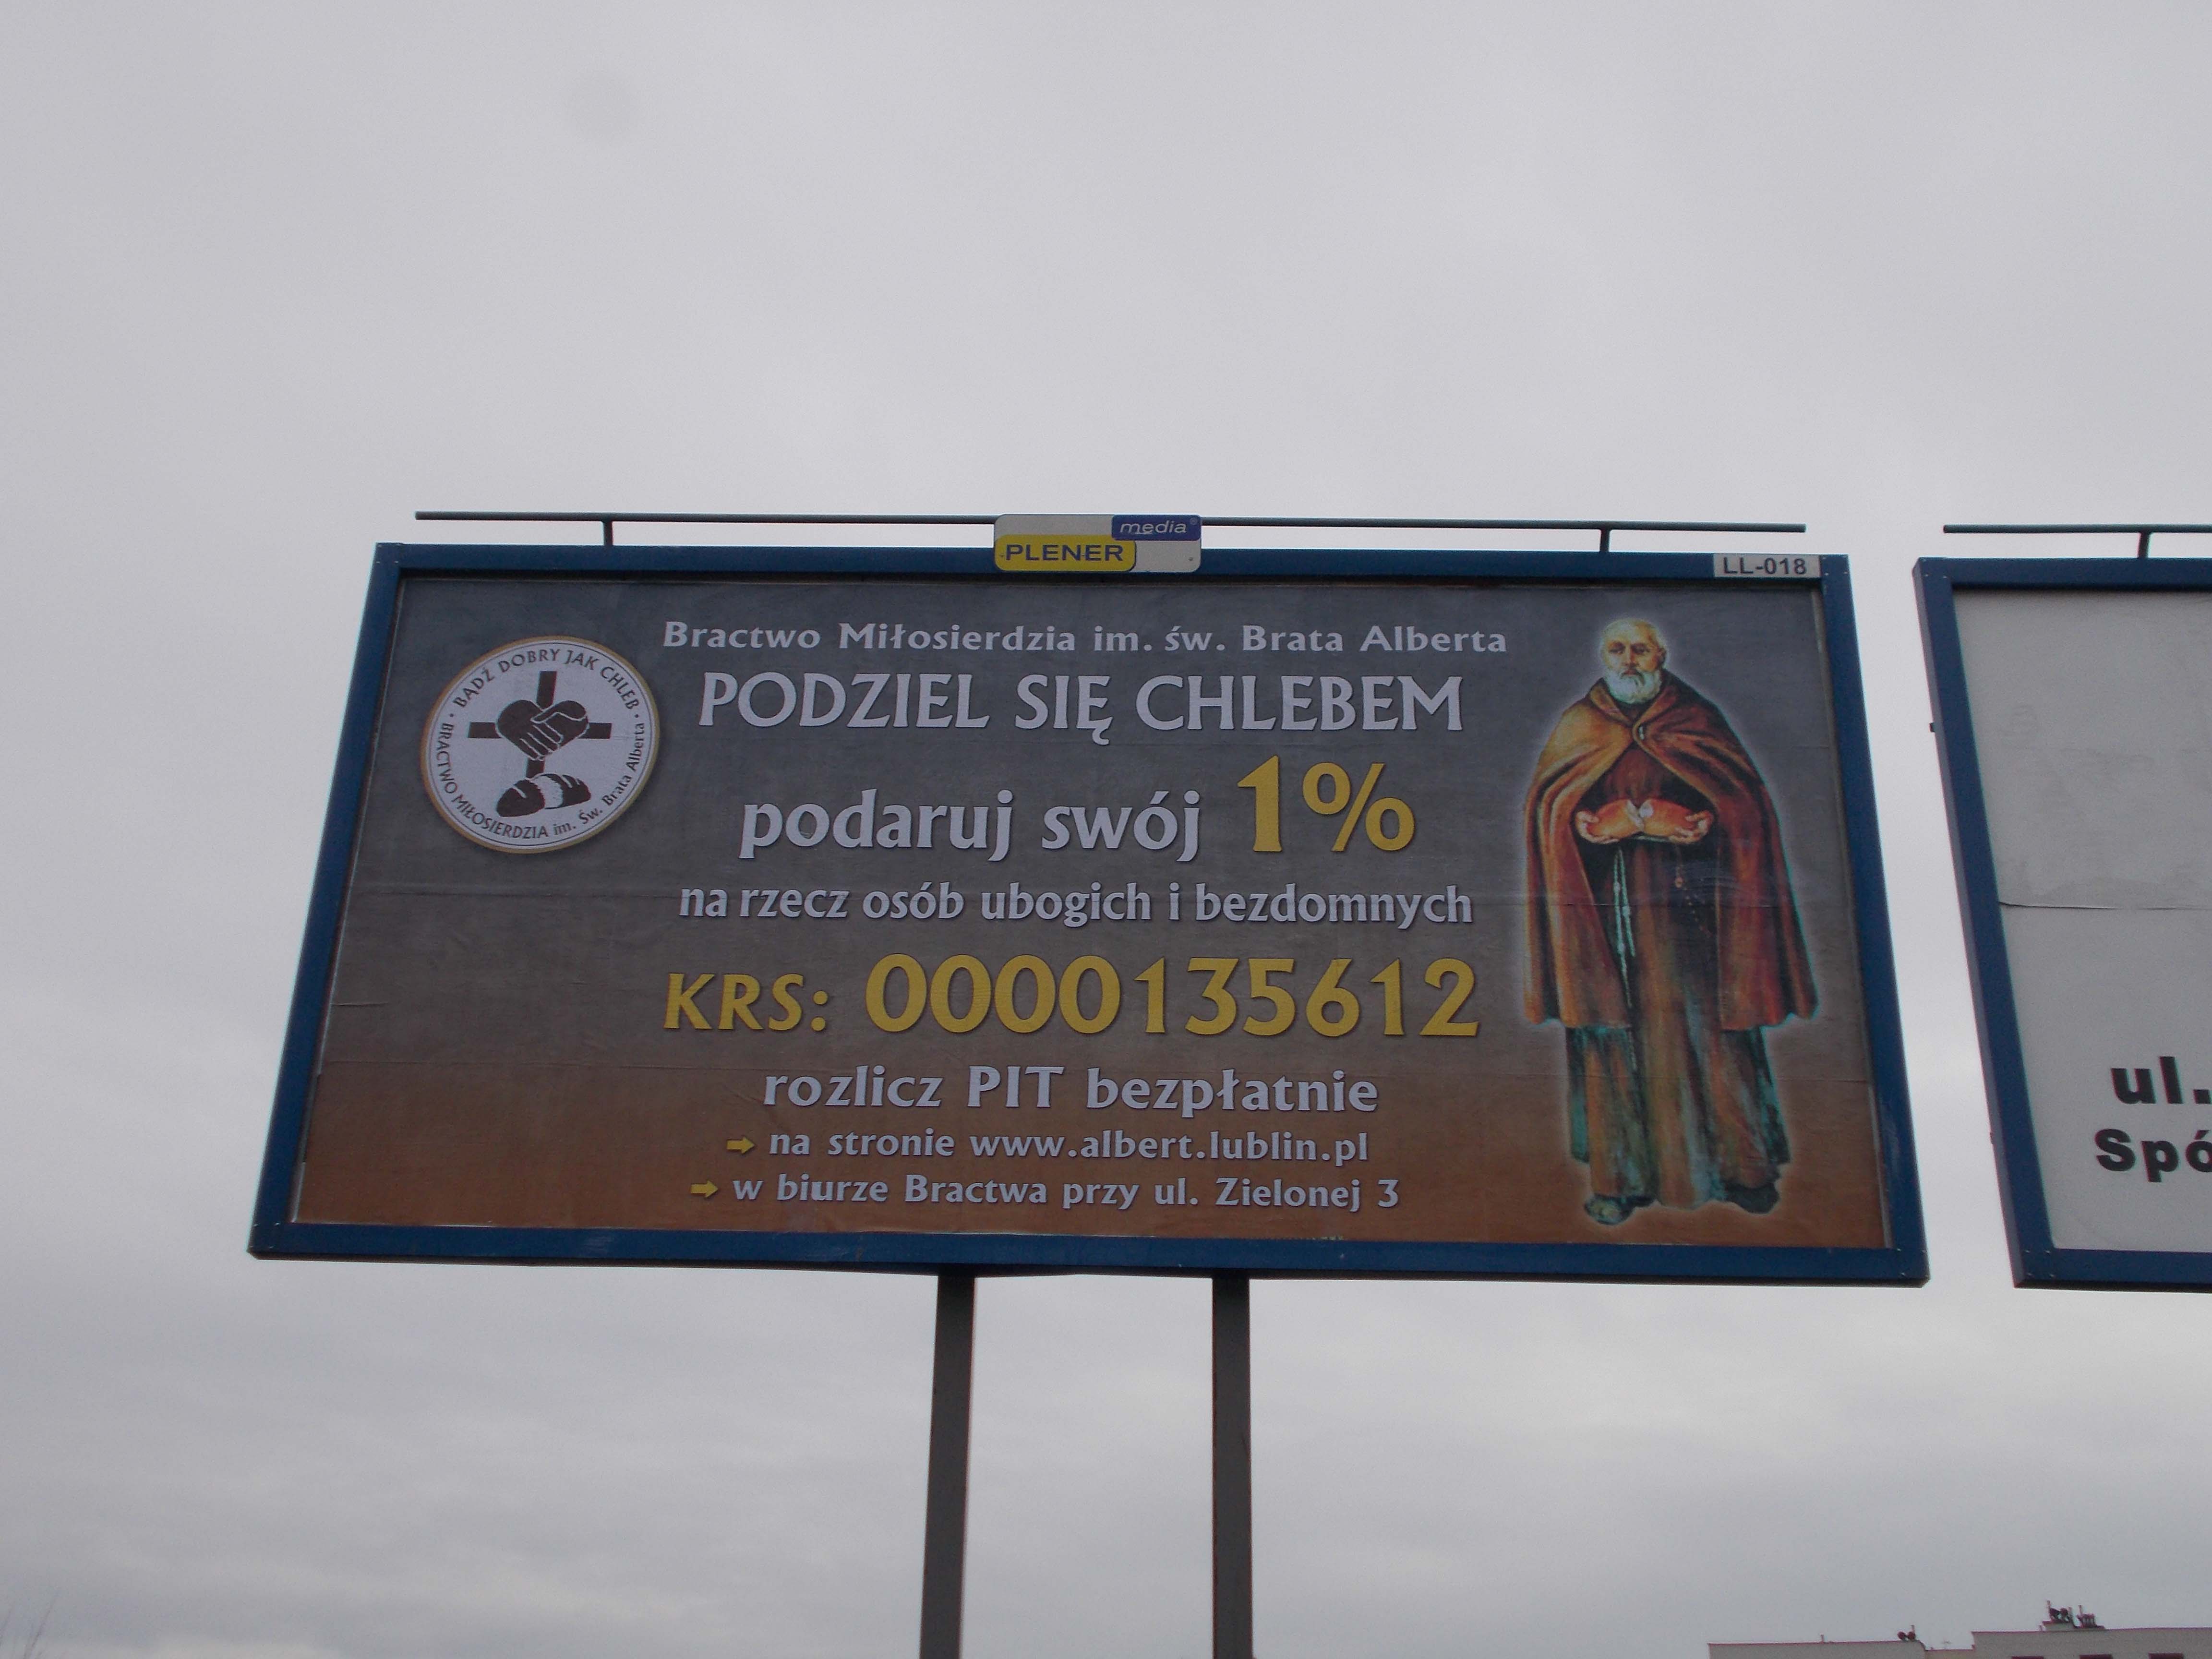 media
PLENER
LL-018
Bractwo Miłosierdzia im. św. Brata Alberta
BĄDŹ DOBRY JAK CHLEB
BRACTWO MIŁOSIERDZIA im. Św. Brata Alberta
PODZIEL SIĘ CHLEBEM
podaruj swój 1%
na rzecz osób ubogich i bezdomnych
KRS: 0000135612
rozlicz PIT bezpłatnie
na stronie www.albert.lublin.pl
w biurze Bractwa przy ul. Zielonej 3
ul.
Spó